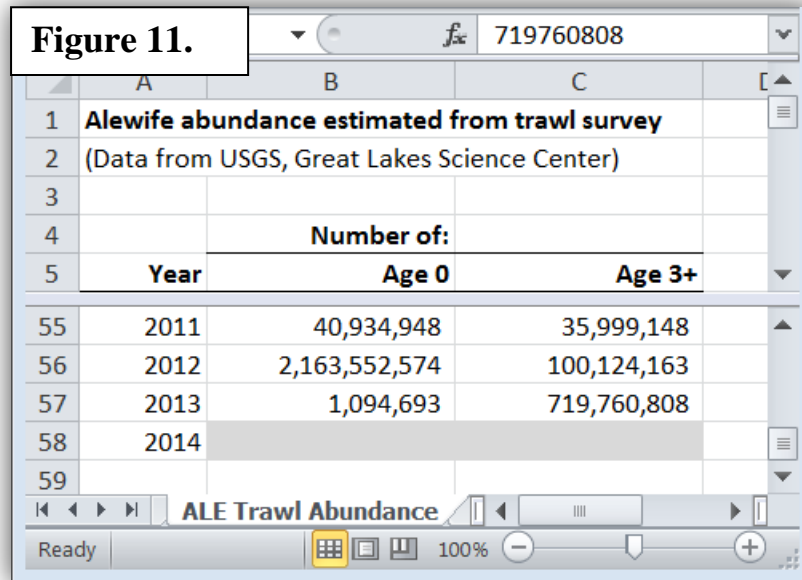 Figure 11.
fx 719760808
A B C D
1 Alewife abundance estimated from trawl survey
2 (Data from USGS, Great Lakes Science Center)
3
4 Number of:
5 Year Age 0 Age 3+
55 2011 40,934,948 35,999,148
56 2012 2,163,552,574 100,124,163
57 2013 1,094,693 719,760,808
58 2014
59
ALE Trawl Abundance
Ready 100%